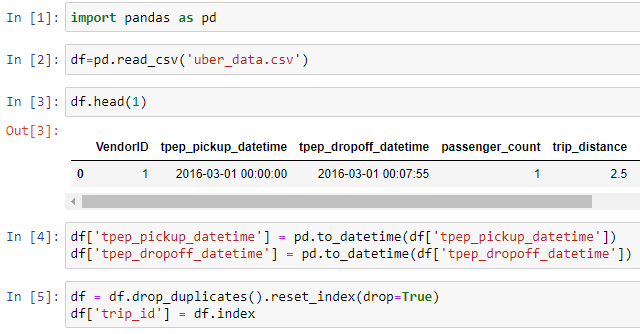 In [1]: import pandas as pd
In [2]: df=pd.read_csv('uber_data.csv')
In [3]: df.head(1)
Out[3]:
VendorID tpep_pickup_datetime tpep_dropoff_datetime passenger_count trip_distance
0 1 2016-03-01 00:00:00 2016-03-01 00:07:55 1 2.5
In [4]: df['tpep_pickup_datetime'] = pd.to_datetime(df['tpep_pickup_datetime'])
df['tpep_dropoff_datetime'] = pd.to_datetime(df['tpep_dropoff_datetime'])
In [5]: df = df.drop_duplicates().reset_index(drop=True)
df['trip_id'] = df.index